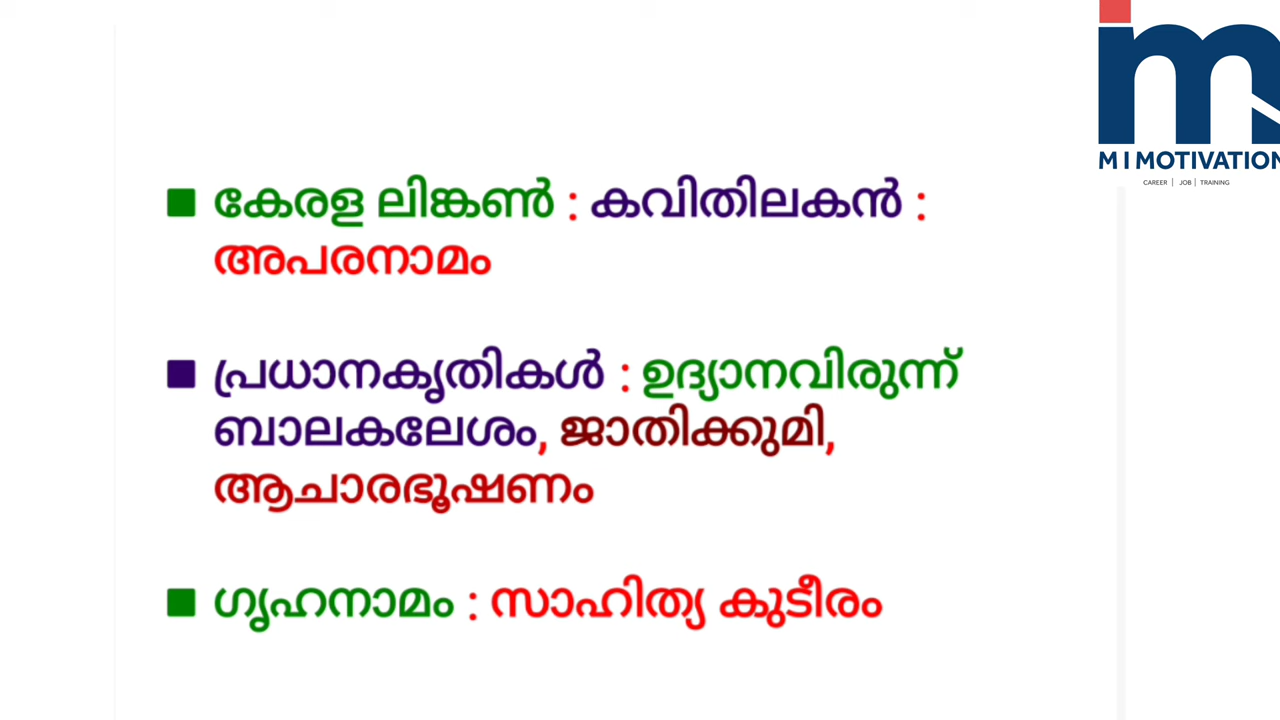 M I MOTIVATION
CAREER | JOB | TRAINING
■ കേരള ലിങ്കൺ : കവിതിലകൻ :
അപരനാമം
■ പ്രധാനകൃതികൾ : ഉദ്യാനവിരുന്ന്
ബാലകലേശം, ജാതിക്കുമി,
ആചാരഭൂഷണം
■ ഗൃഹനാമം : സാഹിത്യ കുടീരം